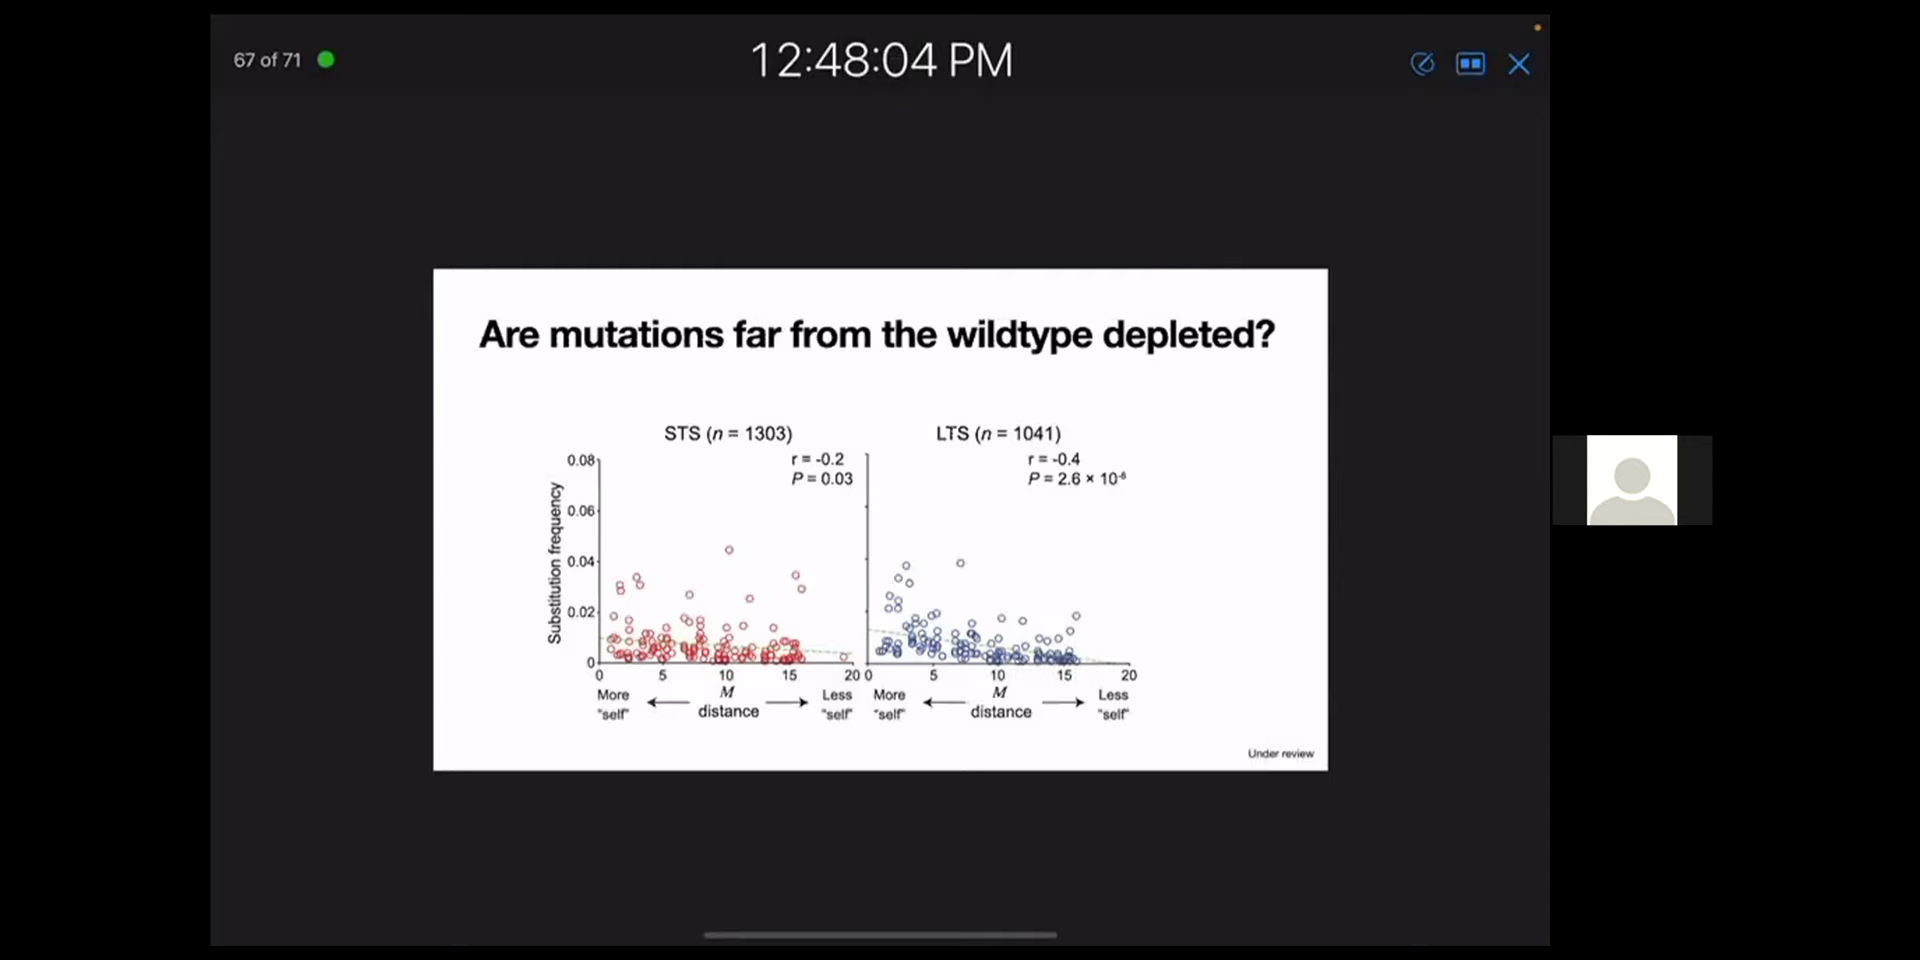 67 of 71
12:48:04 PM
Are mutations far from the wildtype depleted?
STS (n = 1303)
r = -0.2
P = 0.03
LTS (n = 1041)
r = -0.4
P = 2.6 × 10⁻⁶
Substitution frequency
0.08
0.06
0.04
0.02
0
0 5 10 15 20
0 5 10 15 20
More "self"
M distance
Less "self"
More "self"
M distance
Less "self"
Under review